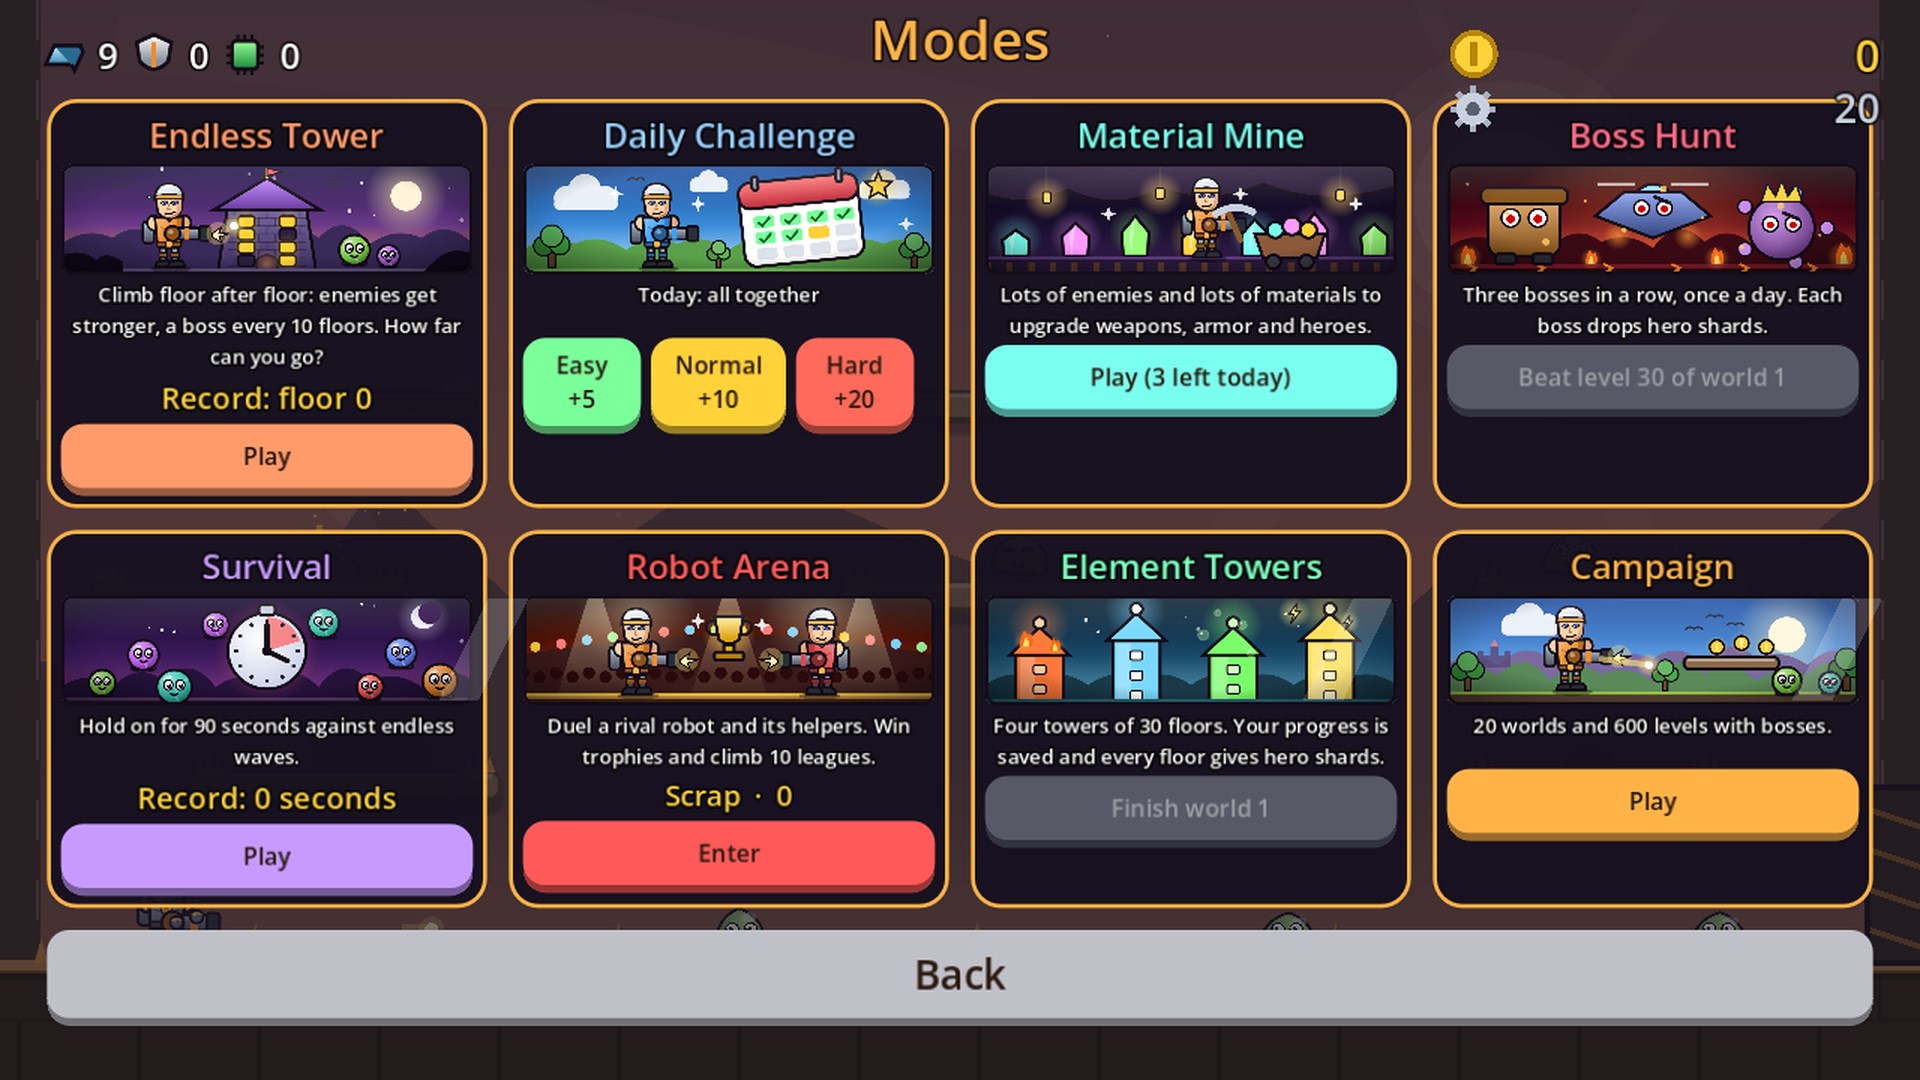 9 0 0
Modes
0
20
Endless Tower
Climb floor after floor: enemies get
stronger, a boss every 10 floors. How far
can you go?
Record: floor 0
Play
Daily Challenge
Today: all together
Easy
+5
Normal
+10
Hard
+20
Material Mine
Lots of enemies and lots of materials to
upgrade weapons, armor and heroes.
Play (3 left today)
Boss Hunt
Three bosses in a row, once a day. Each
boss drops hero shards.
Beat level 30 of world 1
Survival
Hold on for 90 seconds against endless
waves.
Record: 0 seconds
Play
Robot Arena
Duel a rival robot and its helpers. Win
trophies and climb 10 leagues.
Scrap · 0
Enter
Element Towers
Four towers of 30 floors. Your progress is
saved and every floor gives hero shards.
Finish world 1
Campaign
20 worlds and 600 levels with bosses.
Play
Back